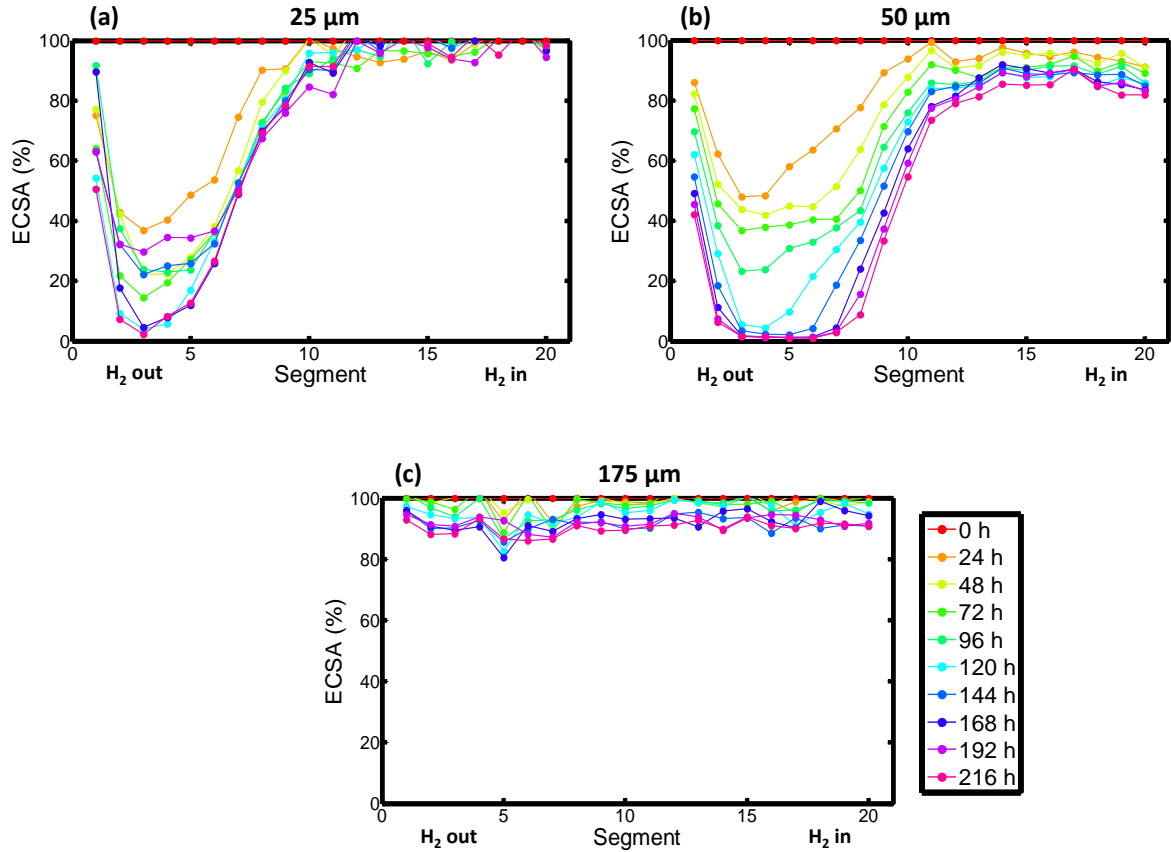 (a) 25 µm
100
80
60
40
20
0
ECSA (%)
0 5 10 15 20
H2 out Segment H2 in
(b) 50 µm
100
80
60
40
20
0
ECSA (%)
0 5 10 15 20
H2 out Segment H2 in
(c) 175 µm
100
80
60
40
20
0
ECSA (%)
0 5 10 15 20
H2 out Segment H2 in
0 h
24 h
48 h
72 h
96 h
120 h
144 h
168 h
192 h
216 h